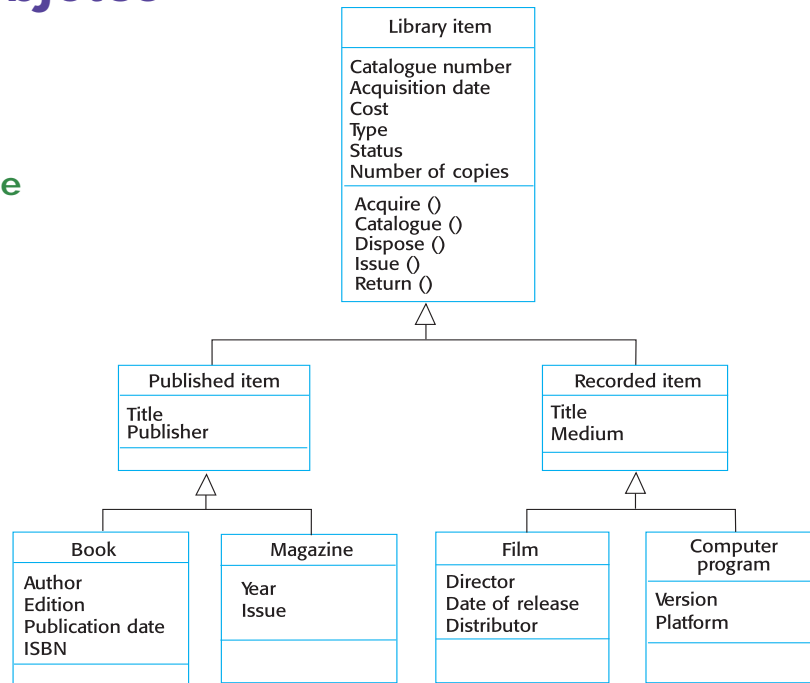 Library item
Catalogue number
Acquisition date
Cost
Type
Status
Number of copies
Acquire ()
Catalogue ()
Dispose ()
Issue ()
Return ()
Published item
Title
Publisher
Recorded item
Title
Medium
Book
Author
Edition
Publication date
ISBN
Magazine
Year
Issue
Film
Director
Date of release
Distributor
Computer
program
Version
Platform